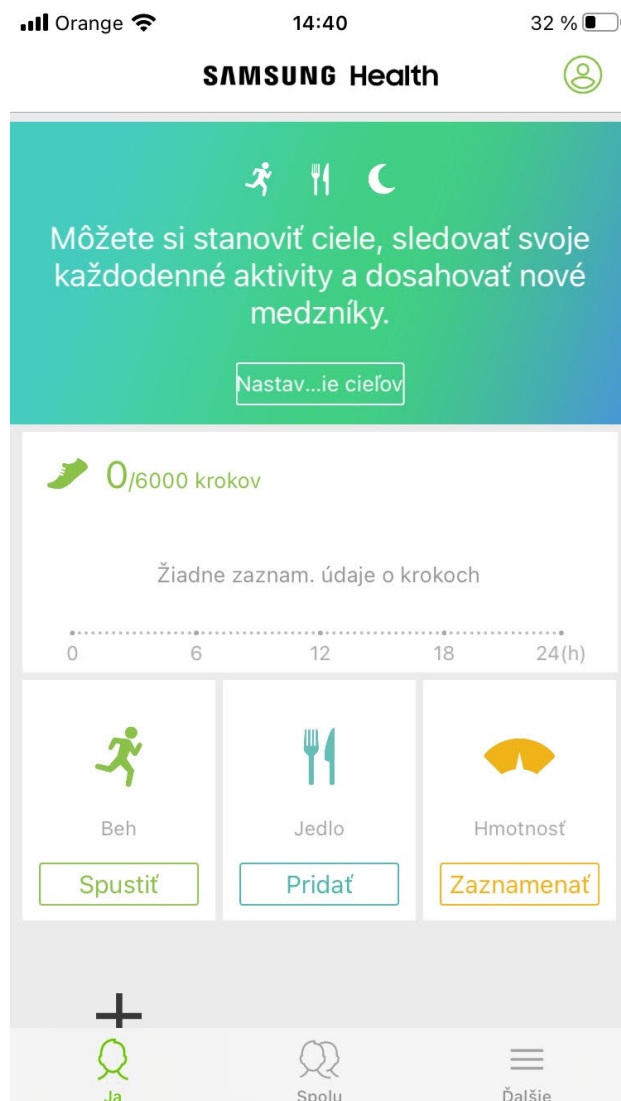 Orange 14:40 32 %
SAMSUNG Health
Môžete si stanoviť ciele, sledovať svoje
každodenné aktivity a dosahovať nové
medzníky.
Nastav...ie cieľov
0/6000 krokov
Žiadne zaznam. údaje o krokoch
0 6 12 18 24(h)
Beh Jedlo Hmotnosť
Spustiť Pridať Zaznamenať
Ja Spolu Ďalšie